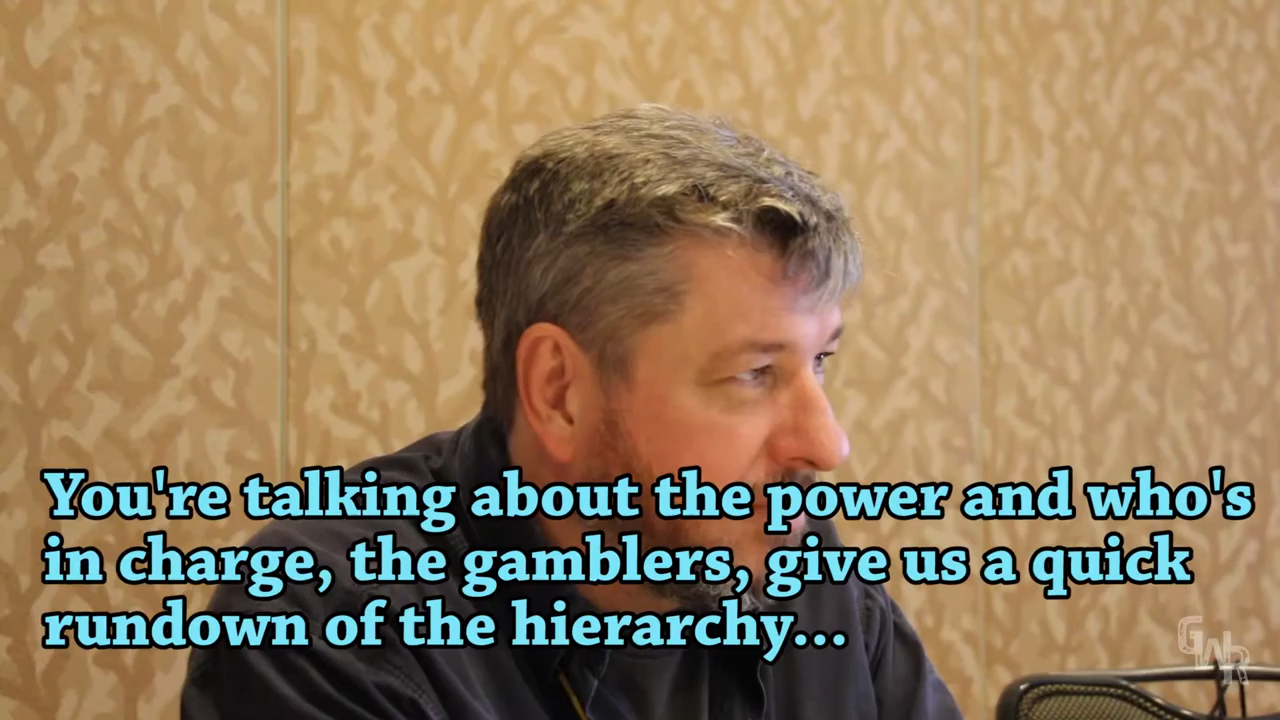 You're talking about the power and who's
in charge, the gamblers, give us a quick
rundown of the hierarchy...
GWR